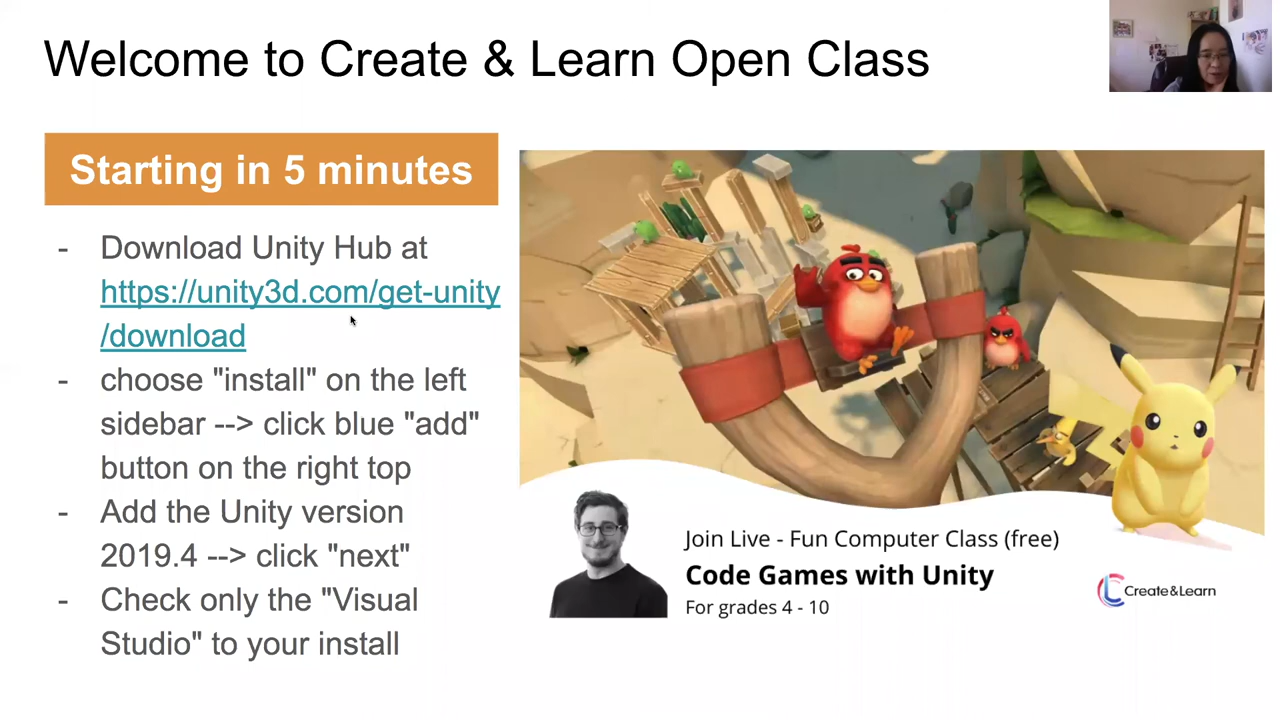 Welcome to Create & Learn Open Class
Starting in 5 minutes
- Download Unity Hub at
https://unity3d.com/get-unity
/download
- choose "install" on the left
sidebar --> click blue "add"
button on the right top
- Add the Unity version
2019.4 --> click "next"
- Check only the "Visual
Studio" to your install
Join Live - Fun Computer Class (free)
Code Games with Unity
For grades 4 - 10
Create&Learn